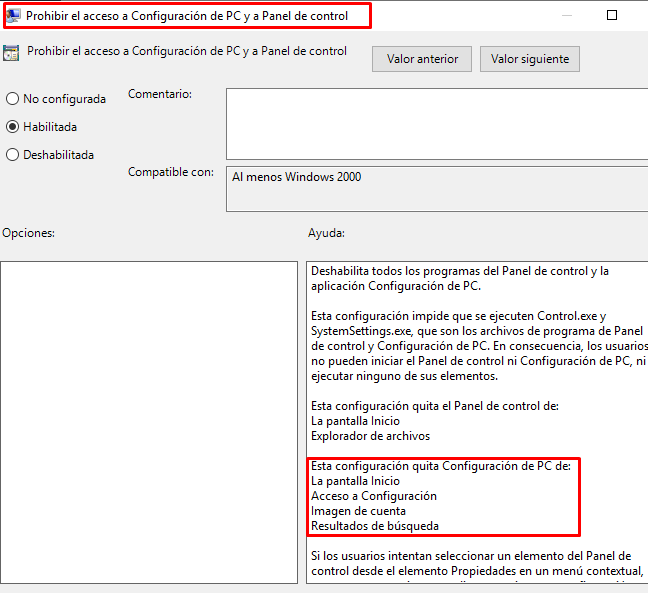 Prohibir el acceso a Configuración de PC y a Panel de control
Prohibir el acceso a Configuración de PC y a Panel de control
Valor anterior
Valor siguiente
No configurada
Habilitada
Deshabilitada
Comentario:
Compatible con:
Al menos Windows 2000
Opciones:
Ayuda:
Deshabilita todos los programas del Panel de control y la
aplicación Configuración de PC.
Esta configuración impide que se ejecuten Control.exe y
SystemSettings.exe, que son los archivos de programa de Panel
de control y Configuración de PC. En consecuencia, los usuarios
no pueden iniciar el Panel de control ni Configuración de PC, ni
ejecutar ninguno de sus elementos.
Esta configuración quita el Panel de control de:
La pantalla Inicio
Explorador de archivos
Esta configuración quita Configuración de PC de:
La pantalla Inicio
Acceso a Configuración
Imagen de cuenta
Resultados de búsqueda
Si los usuarios intentan seleccionar un elemento del Panel de
control desde el elemento Propiedades en un menú contextual,